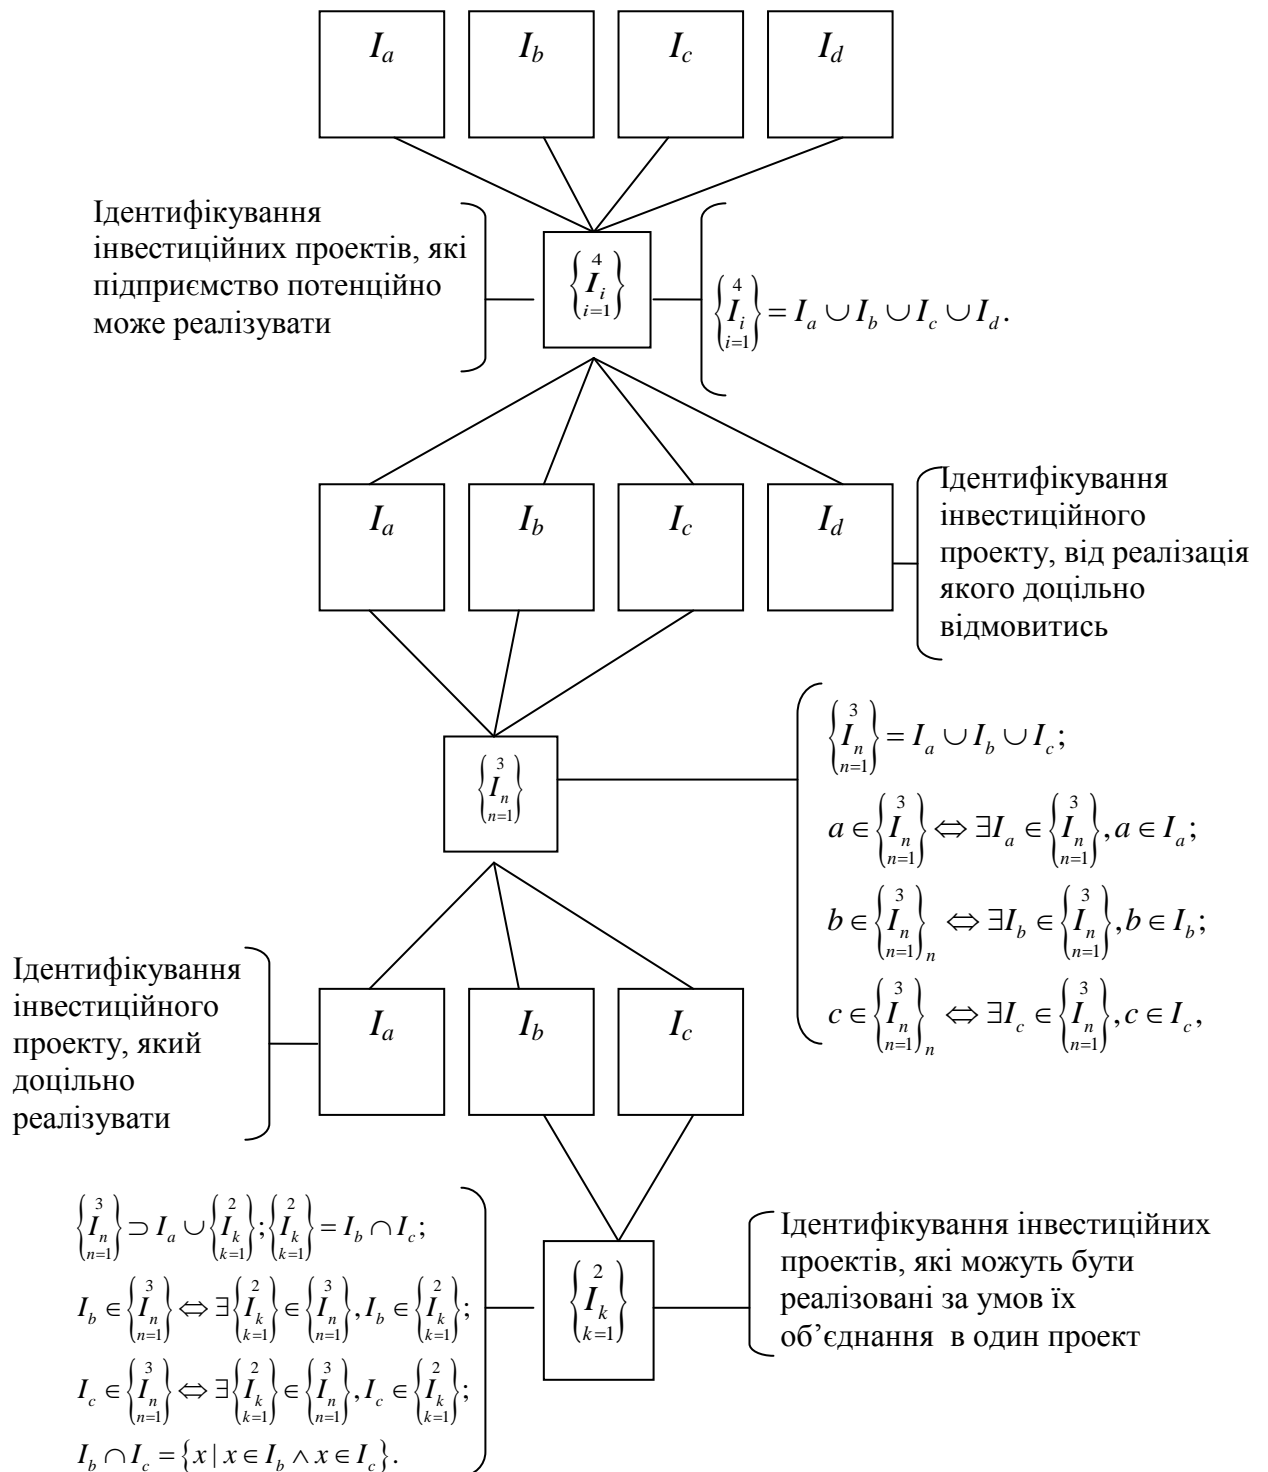 I_a I_b I_c I_d
Ідентифікування
інвестиційних проектів, які
підприємство потенційно
може реалізувати
{I_i}_{i=1}^{4}
{I_i}_{i=1}^{4} = I_a ∪ I_b ∪ I_c ∪ I_d.
I_a I_b I_c I_d
Ідентифікування
інвестиційного
проекту, від реалізація
якого доцільно
відмовитись
{I_n}_{n=1}^{3}
{I_n}_{n=1}^{3} = I_a ∪ I_b ∪ I_c;
a ∈ {I_n}_{n=1}^{3} ⇔ ∃I_a ∈ {I_n}_{n=1}^{3}, a ∈ I_a;
b ∈ {I_n}_{n=1}^{3}_n ⇔ ∃I_b ∈ {I_n}_{n=1}^{3}, b ∈ I_b;
c ∈ {I_n}_{n=1}^{3}_n ⇔ ∃I_c ∈ {I_n}_{n=1}^{3}, c ∈ I_c,
Ідентифікування
інвестиційного
проекту, який
доцільно
реалізувати
I_a I_b I_c
{I_n}_{n=1}^{3} ⊃ I_a ∪ {I_k}_{k=1}^{2}; {I_k}_{k=1}^{2} = I_b ∩ I_c;
I_b ∈ {I_n}_{n=1}^{3} ⇔ ∃{I_k}_{k=1}^{2} ∈ {I_n}_{n=1}^{3}, I_b ∈ {I_k}_{k=1}^{2};
I_c ∈ {I_n}_{n=1}^{3} ⇔ ∃{I_k}_{k=1}^{2} ∈ {I_n}_{n=1}^{3}, I_c ∈ {I_k}_{k=1}^{2};
I_b ∩ I_c = {x | x ∈ I_b ∧ x ∈ I_c}.
{I_k}_{k=1}^{2}
Ідентифікування інвестиційних
проектів, які можуть бути
реалізовані за умов їх
об’єднання в один проект